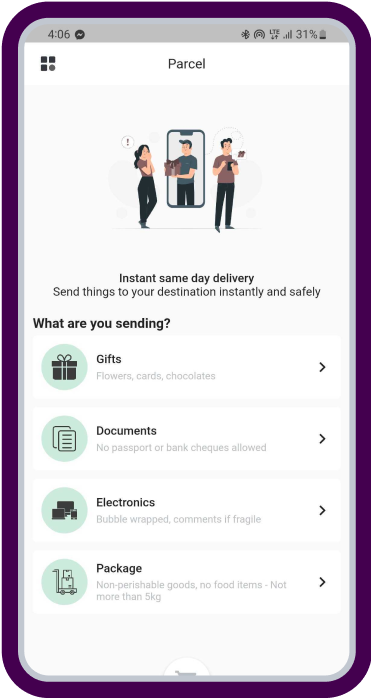 4:06
LTE
31%
Parcel
!
Instant same day delivery
Send things to your destination instantly and safely
What are you sending?
Gifts
Flowers, cards, chocolates
Documents
No passport or bank cheques allowed
Electronics
Bubble wrapped, comments if fragile
Package
Non-perishable goods, no food items - Not
more than 5kg